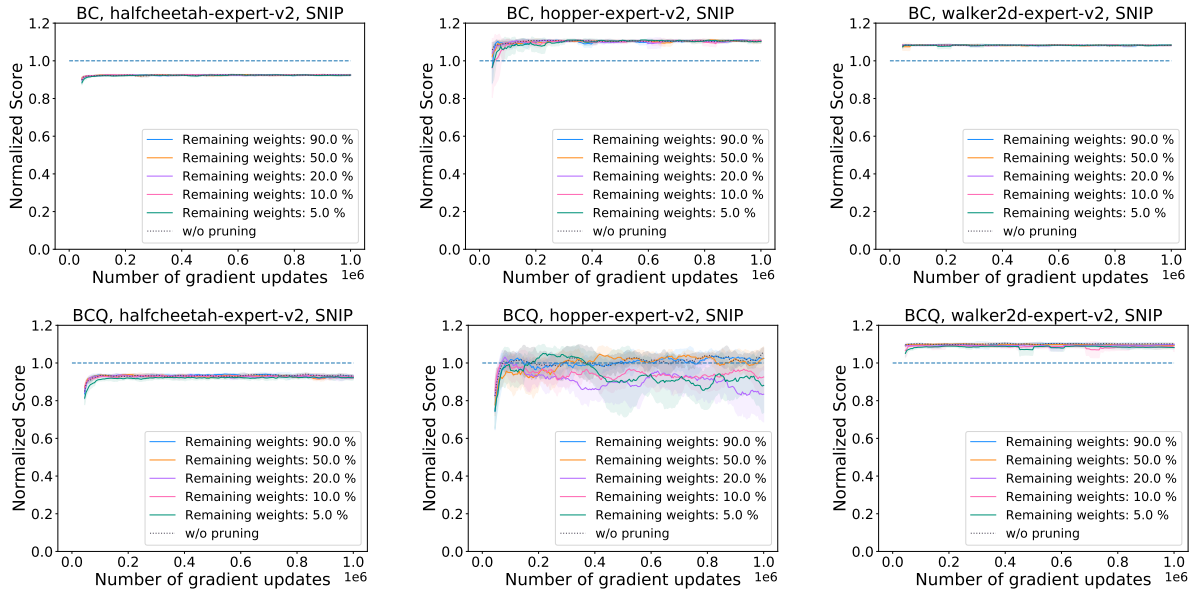 BC, halfcheetah-expert-v2, SNIP
Normalized Score
1.2
1.0
0.8
0.6
0.4
0.2
0.0
Remaining weights: 90.0 %
Remaining weights: 50.0 %
Remaining weights: 20.0 %
Remaining weights: 10.0 %
Remaining weights: 5.0 %
w/o pruning
0.0 0.2 0.4 0.6 0.8 1.0
Number of gradient updates 1e6
BC, hopper-expert-v2, SNIP
Normalized Score
1.2
1.0
0.8
0.6
0.4
0.2
0.0
Remaining weights: 90.0 %
Remaining weights: 50.0 %
Remaining weights: 20.0 %
Remaining weights: 10.0 %
Remaining weights: 5.0 %
w/o pruning
0.0 0.2 0.4 0.6 0.8 1.0
Number of gradient updates 1e6
BC, walker2d-expert-v2, SNIP
Normalized Score
1.2
1.0
0.8
0.6
0.4
0.2
0.0
Remaining weights: 90.0 %
Remaining weights: 50.0 %
Remaining weights: 20.0 %
Remaining weights: 10.0 %
Remaining weights: 5.0 %
w/o pruning
0.0 0.2 0.4 0.6 0.8 1.0
Number of gradient updates 1e6
BCQ, halfcheetah-expert-v2, SNIP
Normalized Score
1.2
1.0
0.8
0.6
0.4
0.2
0.0
Remaining weights: 90.0 %
Remaining weights: 50.0 %
Remaining weights: 20.0 %
Remaining weights: 10.0 %
Remaining weights: 5.0 %
w/o pruning
0.0 0.2 0.4 0.6 0.8 1.0
Number of gradient updates 1e6
BCQ, hopper-expert-v2, SNIP
Normalized Score
1.2
1.0
0.8
0.6
0.4
0.2
0.0
Remaining weights: 90.0 %
Remaining weights: 50.0 %
Remaining weights: 20.0 %
Remaining weights: 10.0 %
Remaining weights: 5.0 %
w/o pruning
0.0 0.2 0.4 0.6 0.8 1.0
Number of gradient updates 1e6
BCQ, walker2d-expert-v2, SNIP
Normalized Score
1.2
1.0
0.8
0.6
0.4
0.2
0.0
Remaining weights: 90.0 %
Remaining weights: 50.0 %
Remaining weights: 20.0 %
Remaining weights: 10.0 %
Remaining weights: 5.0 %
w/o pruning
0.0 0.2 0.4 0.6 0.8 1.0
Number of gradient updates 1e6